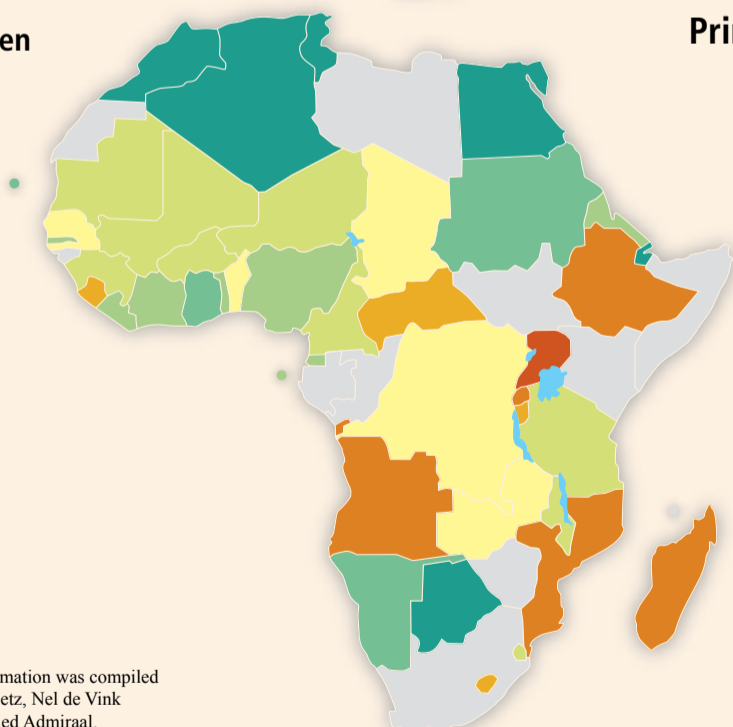 en
Pri
mation was compiled
etz, Nel de Vink
ed Admiraal.